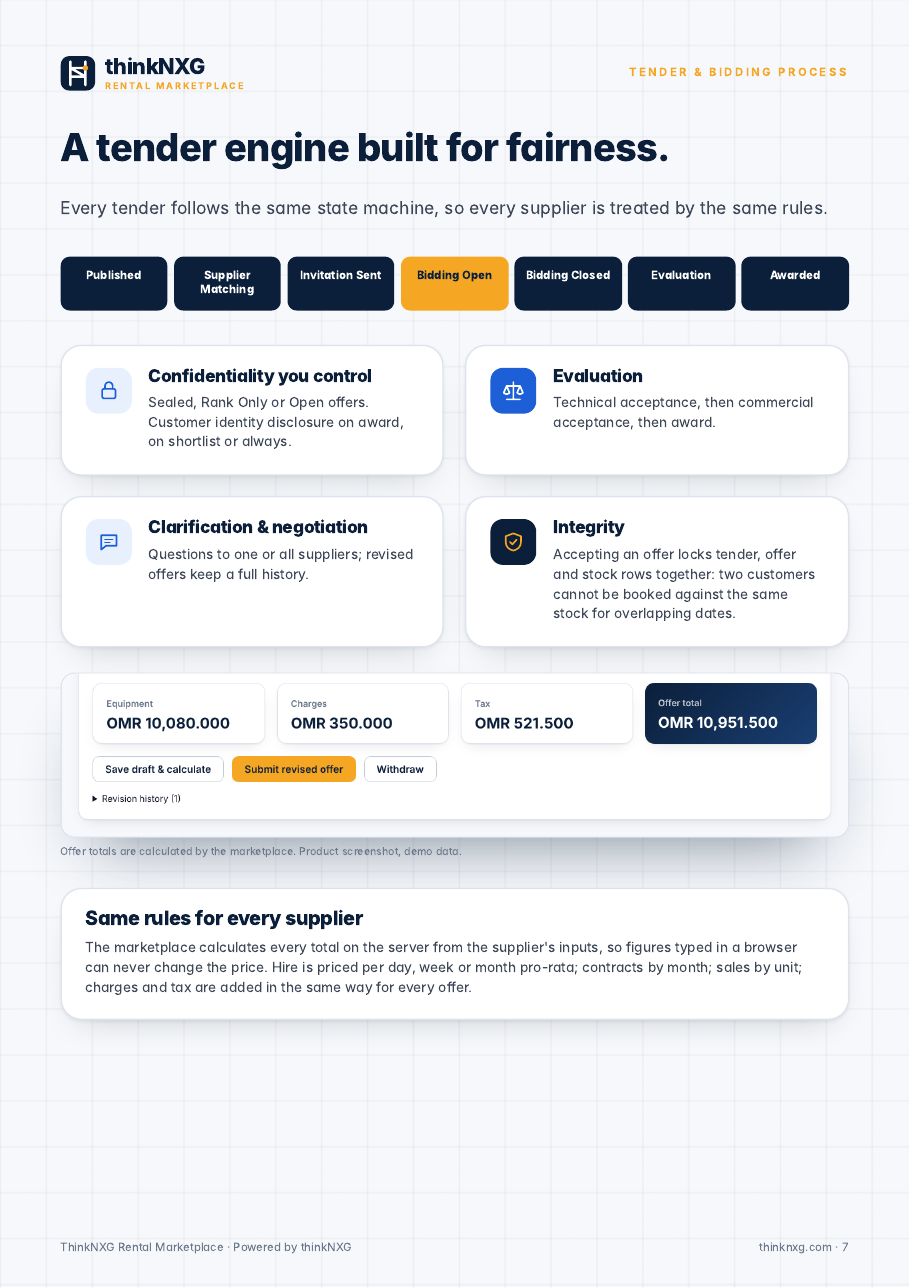 thinkNXG
RENTAL MARKETPLACE
TENDER & BIDDING PROCESS
A tender engine built for fairness.
Every tender follows the same state machine, so every supplier is treated by the same rules.
Published
Supplier
Matching
Invitation Sent
Bidding Open
Bidding Closed
Evaluation
Awarded
Confidentiality you control
Sealed, Rank Only or Open offers.
Customer identity disclosure on award,
on shortlist or always.
Evaluation
Technical acceptance, then commercial
acceptance, then award.
Clarification & negotiation
Questions to one or all suppliers; revised
offers keep a full history.
Integrity
Accepting an offer locks tender, offer
and stock rows together: two customers
cannot be booked against the same
stock for overlapping dates.
Equipment
OMR 10,080.000
Charges
OMR 350.000
Tax
OMR 521.500
Offer total
OMR 10,951.500
Save draft & calculate
Submit revised offer
Withdraw
Revision history (1)
Offer totals are calculated by the marketplace. Product screenshot, demo data.
Same rules for every supplier
The marketplace calculates every total on the server from the supplier's inputs, so figures typed in a browser
can never change the price. Hire is priced per day, week or month pro-rata; contracts by month; sales by unit;
charges and tax are added in the same way for every offer.
ThinkNXG Rental Marketplace · Powered by thinkNXG
thinknxg.com · 7